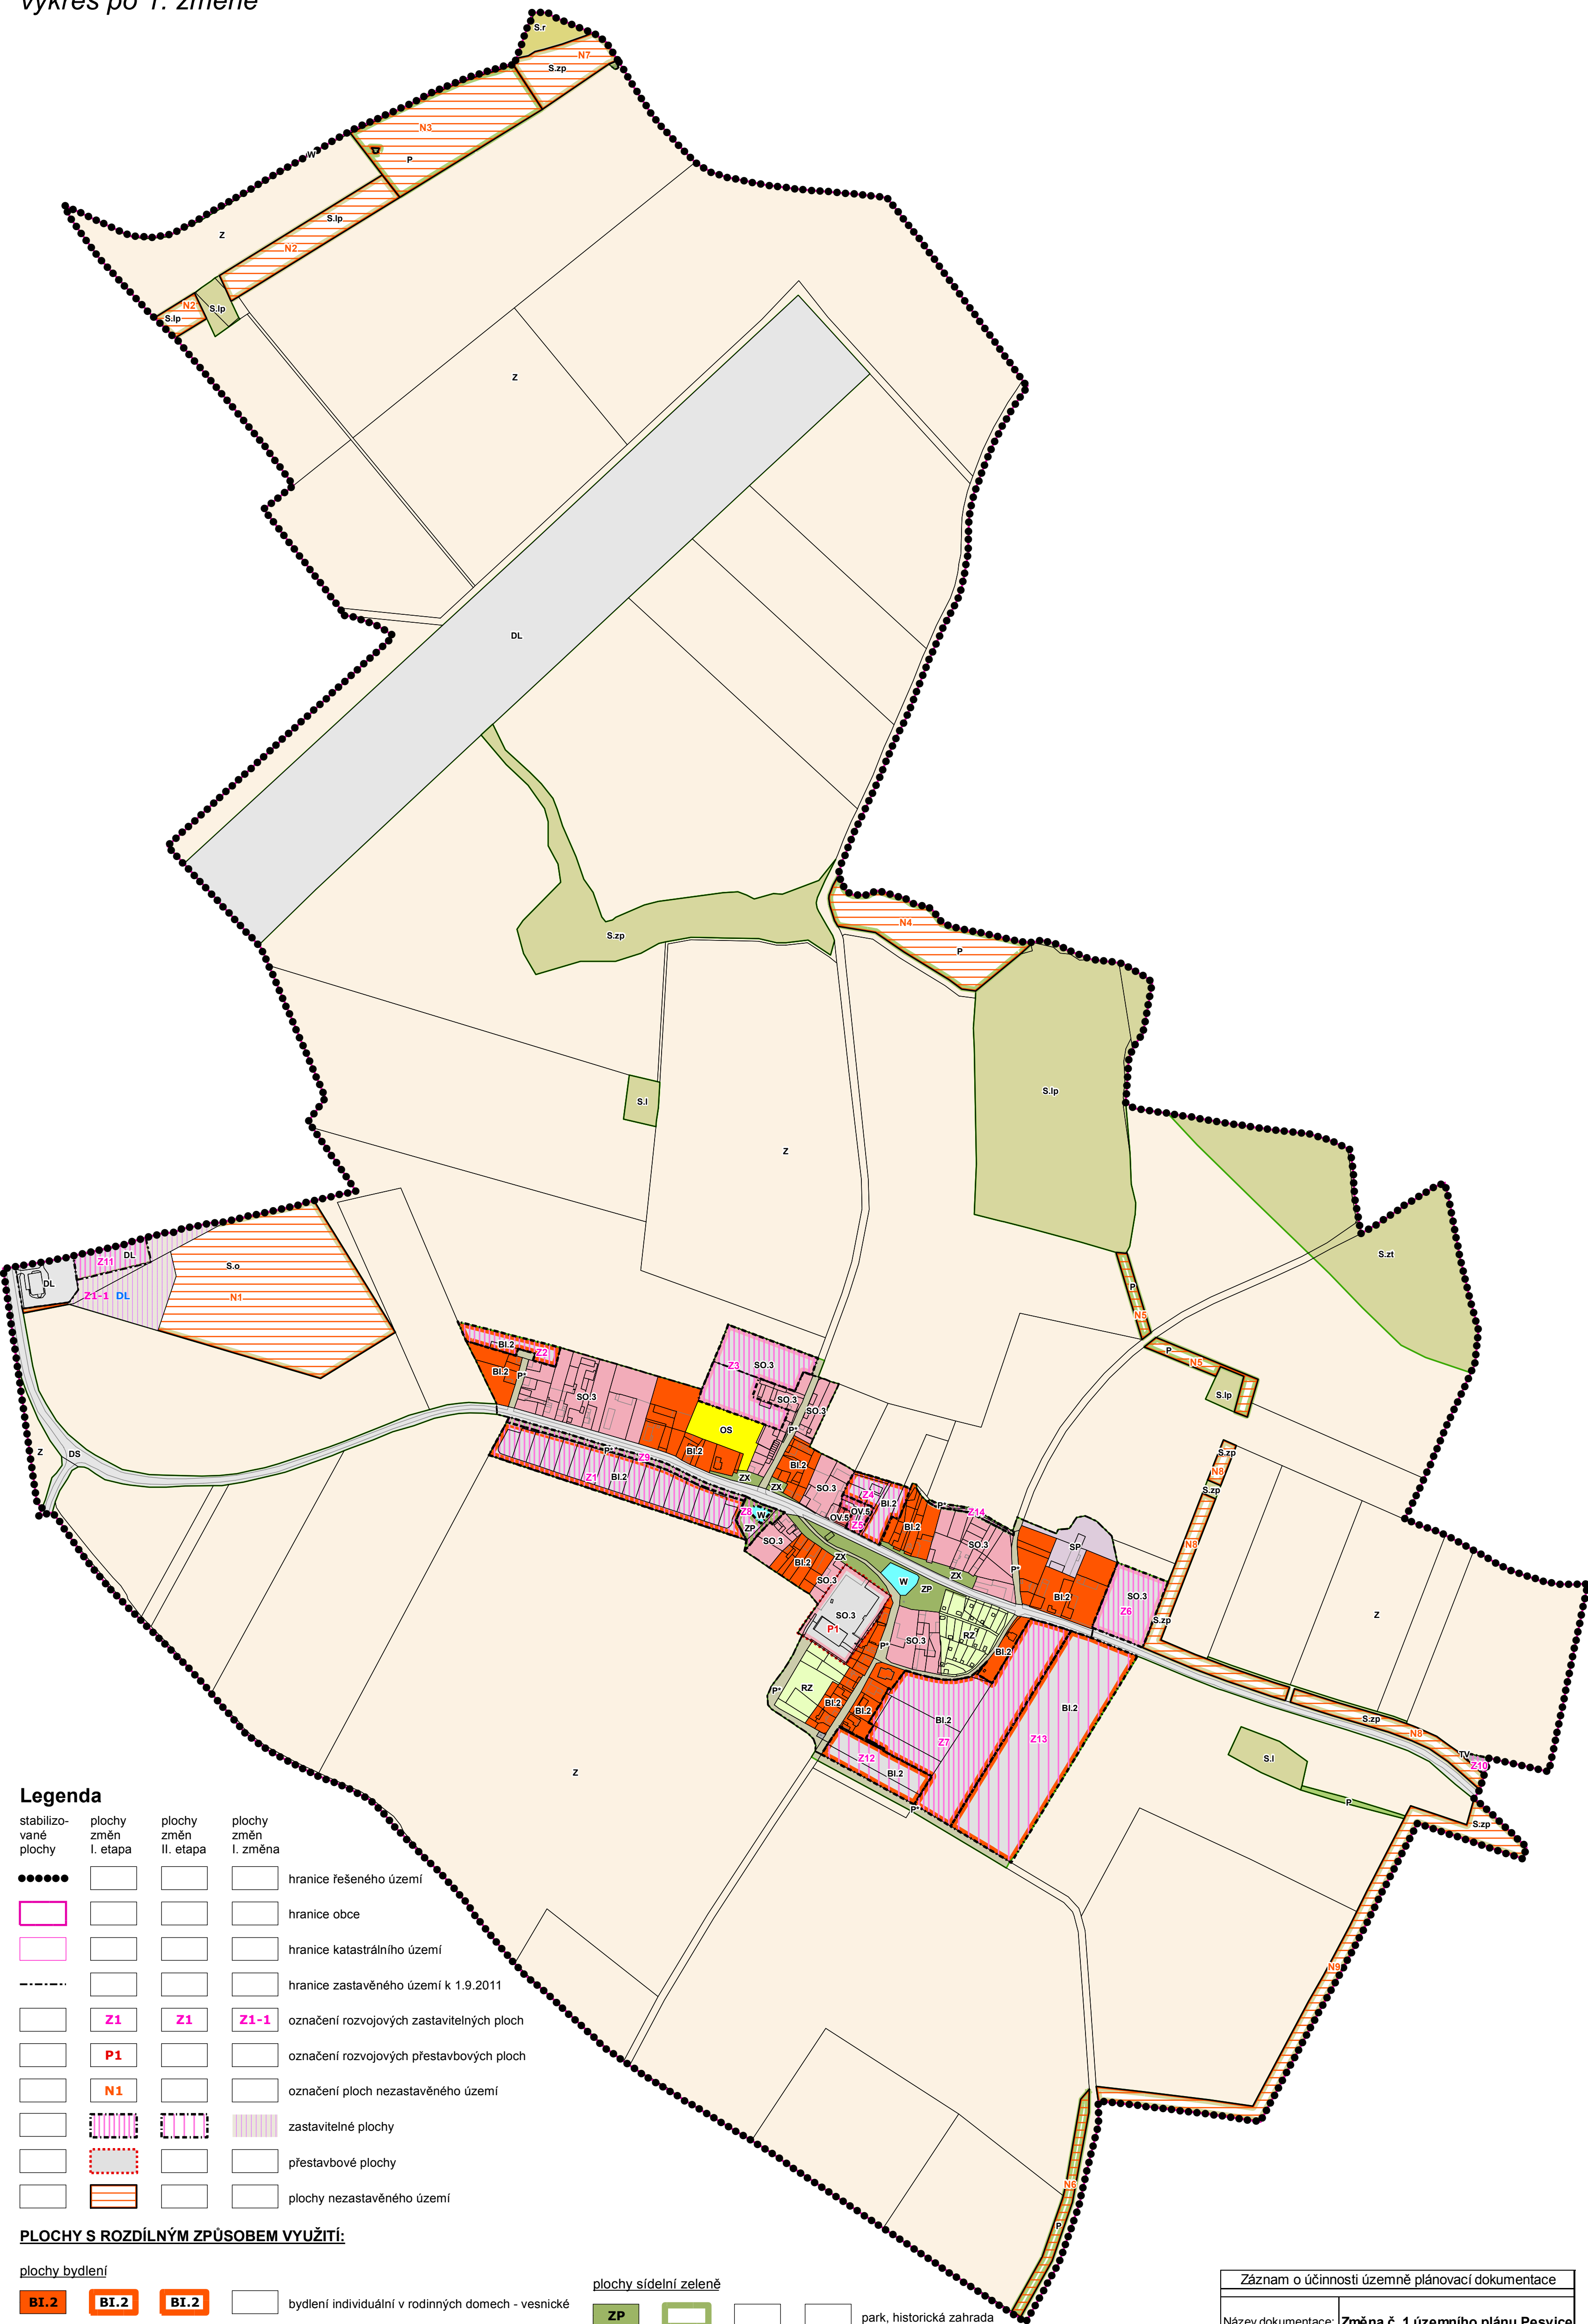 výkres po 1. změně
S.r
N7
S.zp
N3
W
P
S.lp
Z
N2
N2
S.lp
S.lp
Z
DL
S.zp
N4
P
S.lp
S.l
Z
S.zt
DL
Z11
S.o
DL
Z1-1 DL
N1
P
N5
BI.2
Z2
Z3
SO.3
P
N5
BI.2
P*
SO.3
SO.3
SO.3
S.lp
OS
P*
Z
DS
P*
Z9
BI.2
BI.2
S.zp
N8
Z1
BI.2
ZX
ZX
SO.3
Z4
BI.2
S.zp
Z8
W
OV.5
OV.5
Z5
P*
Z14
ZP
SO.3
BI.2
SO.3
N8
SP
BI.2
ZX
P*
SO.3
W
ZP
ZX
BI.2
SO.3
Z6
SO.3
P1
S.zp
Z
SO.3
RZ
P*
BI.2
RZ
P*
BI.2
BI.2
BI.2
BI.2
Z7
Z13
S.zp
N8
Z12
BI.2
S.l
TV
Z10
Z
P*
P
S.zp
N9
N6
P
Legenda
stabilizo-
vané
plochy
plochy
změn
I. etapa
plochy
změn
II. etapa
plochy
změn
I. změna
hranice řešeného území
hranice obce
hranice katastrálního území
hranice zastavěného území k 1.9.2011
Z1 Z1 Z1-1 označení rozvojových zastavitelných ploch
P1 označení rozvojových přestavbových ploch
N1 označení ploch nezastavěného území
zastavitelné plochy
přestavbové plochy
plochy nezastavěného území
PLOCHY S ROZDÍLNÝM ZPŮSOBEM VYUŽITÍ:
plochy bydlení
BI.2 BI.2 BI.2 bydlení individuální v rodinných domech - vesnické
plochy sídelní zeleně
ZP park, historická zahrada
Záznam o účinnosti územně plánovací dokumentace
Název dokumentace: Změna č. 1 územního plánu Pesvice